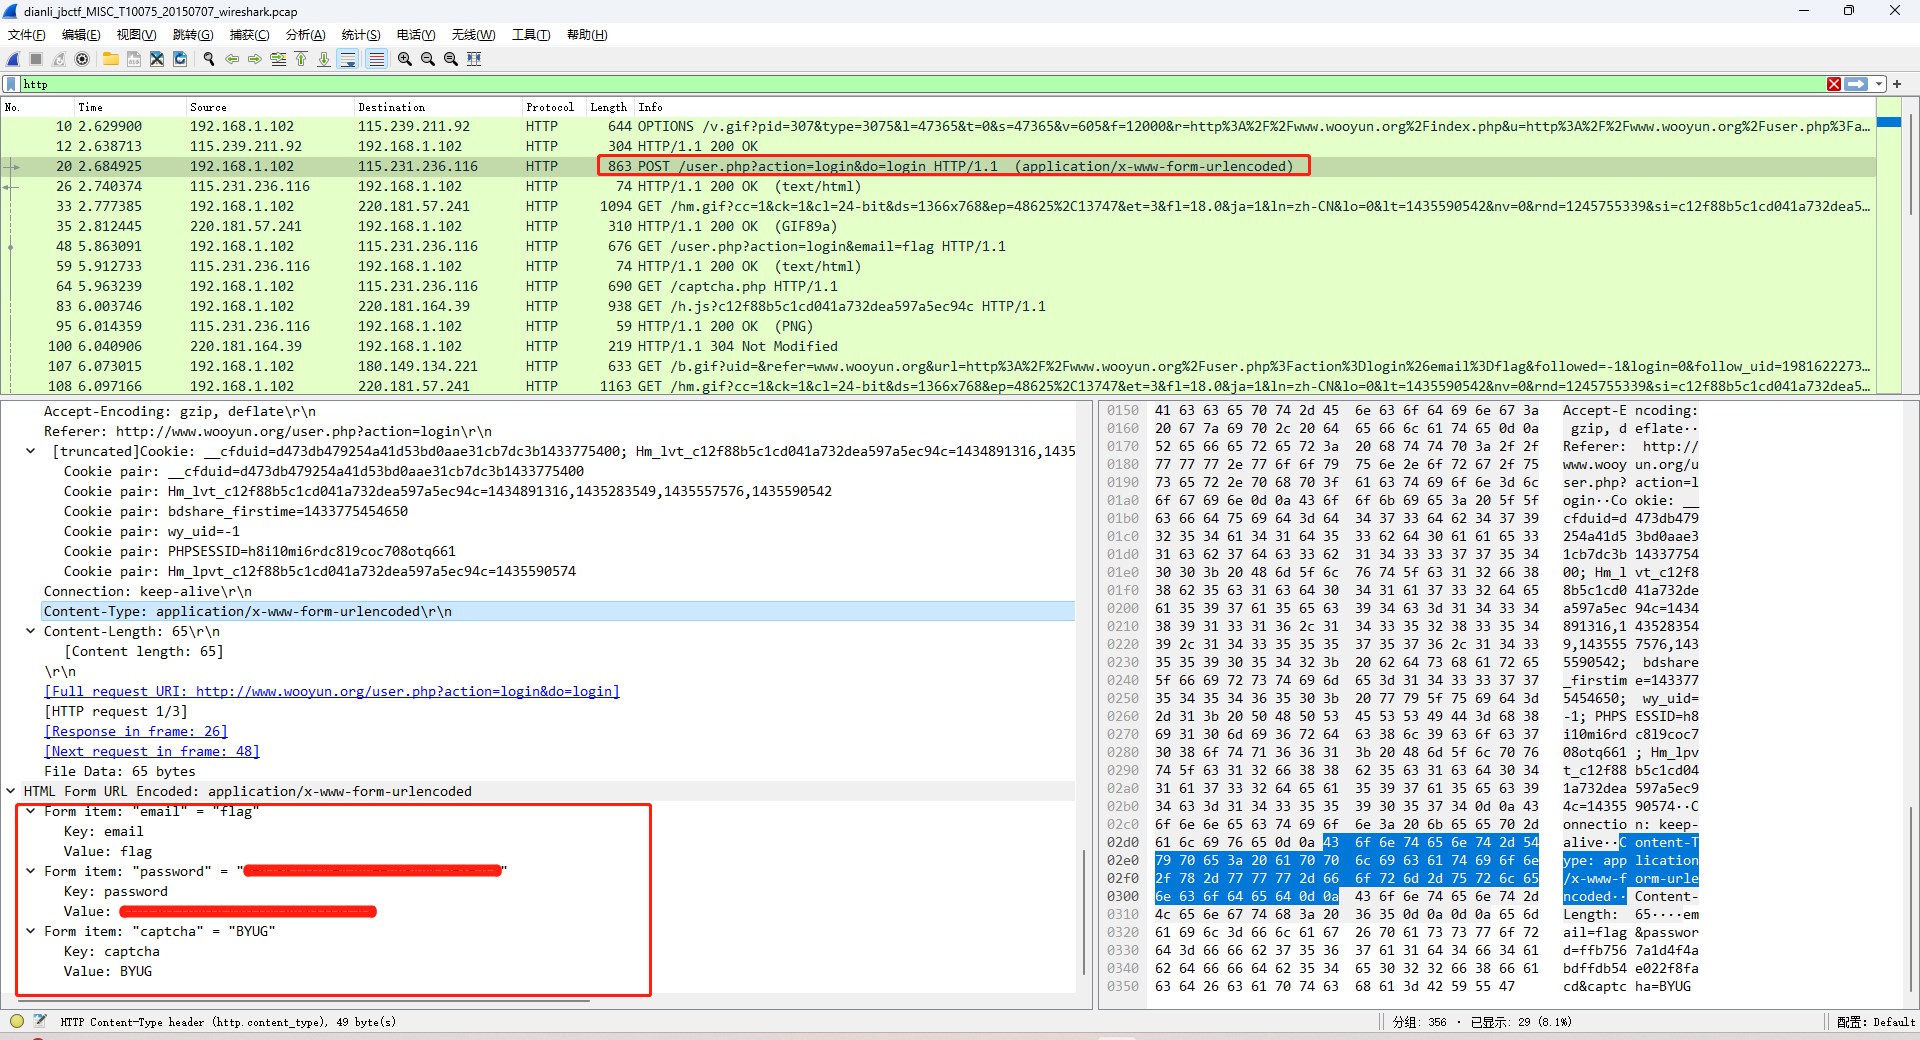 dianli_jbctf_MISC_T10075_20150707_wireshark.pcap
文件(F) 编辑(E) 视图(V) 跳转(G) 捕获(C) 分析(A) 统计(S) 电话(Y) 无线(W) 工具(T) 帮助(H)
http
No. Time Source Destination Protocol Length Info
10 2.629900 192.168.1.102 115.239.211.92 HTTP 644 OPTIONS /v.gif?pid=307&type=3075&l=47365&t=0&s=47365&v=605&f=12000&r=http%3A%2F%2Fwww.wooyun.org%2Findex.php&u=http%3A%2F%2Fwww.wooyun.org%2Fuser.php%3Fa…
12 2.638713 115.239.211.92 192.168.1.102 HTTP 304 HTTP/1.1 200 OK
20 2.684925 192.168.1.102 115.231.236.116 HTTP 863 POST /user.php?action=login&do=login HTTP/1.1 (application/x-www-form-urlencoded)
26 2.740374 115.231.236.116 192.168.1.102 HTTP 74 HTTP/1.1 200 OK (text/html)
33 2.777385 192.168.1.102 220.181.57.241 HTTP 1094 GET /hm.gif?cc=1&ck=1&cl=24-bit&ds=1366x768&ep=48625%2C13747&et=3&fl=18.0&ja=1&ln=zh-CN&lo=0&lt=1435590542&nv=0&rnd=1245755339&si=c12f88b5c1cd041a732dea5…
35 2.812445 220.181.57.241 192.168.1.102 HTTP 310 HTTP/1.1 200 OK (GIF89a)
48 5.863091 192.168.1.102 115.231.236.116 HTTP 676 GET /user.php?action=login&email=flag HTTP/1.1
59 5.912733 115.231.236.116 192.168.1.102 HTTP 74 HTTP/1.1 200 OK (text/html)
64 5.963239 192.168.1.102 115.231.236.116 HTTP 690 GET /captcha.php HTTP/1.1
83 6.003746 192.168.1.102 220.181.164.39 HTTP 938 GET /h.js?c12f88b5c1cd041a732dea597a5ec94c HTTP/1.1
95 6.014359 115.231.236.116 192.168.1.102 HTTP 59 HTTP/1.1 200 OK (PNG)
100 6.040906 220.181.164.39 192.168.1.102 HTTP 219 HTTP/1.1 304 Not Modified
107 6.073015 192.168.1.102 180.149.134.221 HTTP 633 GET /b.gif?uid=&refer=www.wooyun.org&url=http%3A%2F%2Fwww.wooyun.org%2Fuser.php%3Faction%3Dlogin%26email%3Dflag&followed=-1&login=0&follow_uid=1981622273…
108 6.097166 192.168.1.102 220.181.57.241 HTTP 1163 GET /hm.gif?cc=1&ck=1&cl=24-bit&ds=1366x768&ep=48625%2C13747&et=3&fl=18.0&ja=1&ln=zh-CN&lo=0&lt=1435590542&nv=0&rnd=1245755339&si=c12f88b5c1cd041a732dea5…
Accept-Encoding: gzip, deflate\r\n
Referer: http://www.wooyun.org/user.php?action=login\r\n
[truncated]Cookie: __cfduid=d473db479254a41d53bd0aae31cb7dc3b1433775400; Hm_lvt_c12f88b5c1cd041a732dea597a5ec94c=1434891316,1435
Cookie pair: __cfduid=d473db479254a41d53bd0aae31cb7dc3b1433775400
Cookie pair: Hm_lvt_c12f88b5c1cd041a732dea597a5ec94c=1434891316,1435283549,1435557576,1435590542
Cookie pair: bdshare_firstime=1433775454650
Cookie pair: wy_uid=-1
Cookie pair: PHPSESSID=h8i10mi6rdc8l9coc708otq661
Cookie pair: Hm_lpvt_c12f88b5c1cd041a732dea597a5ec94c=1435590574
Connection: keep-alive\r\n
Content-Type: application/x-www-form-urlencoded\r\n
Content-Length: 65\r\n
[Content length: 65]
\r\n
[Full request URI: http://www.wooyun.org/user.php?action=login&do=login]
[HTTP request 1/3]
[Response in frame: 26]
[Next request in frame: 48]
File Data: 65 bytes
HTML Form URL Encoded: application/x-www-form-urlencoded
Form item: "email" = "flag"
Key: email
Value: flag
Form item: "password" = " "
Key: password
Value:
Form item: "captcha" = "BYUG"
Key: captcha
Value: BYUG
0150 41 63 63 65 70 74 2d 45 6e 63 6f 64 69 6e 67 3a Accept-E ncoding:
0160 20 67 7a 69 70 2c 20 64 65 66 6c 61 74 65 0d 0a gzip, d eflate··
0170 52 65 66 65 72 65 72 3a 20 68 74 74 70 3a 2f 2f Referer: http://
0180 77 77 77 2e 77 6f 6f 79 75 6e 2e 6f 72 67 2f 75 www.wooy un.org/u
0190 73 65 72 2e 70 68 70 3f 61 63 74 69 6f 6e 3d 6c ser.php? action=l
01a0 6f 67 69 6e 0d 0a 43 6f 6f 6b 69 65 3a 20 5f 5f ogin··Co okie: __
01b0 63 66 64 75 69 64 3d 64 34 37 33 64 62 34 37 39 cfduid=d 473db479
01c0 32 35 34 61 34 31 64 35 33 62 64 30 61 61 65 33 254a41d5 3bd0aae3
01d0 31 63 62 37 64 63 33 62 31 34 33 33 37 37 35 34 1cb7dc3b 14337754
01e0 30 30 3b 20 48 6d 5f 6c 76 74 5f 63 31 32 66 38 00; Hm_l vt_c12f8
01f0 38 62 35 63 31 63 64 30 34 31 61 37 33 32 64 65 8b5c1cd0 41a732de
0200 61 35 39 37 61 35 65 63 39 34 63 3d 31 34 33 34 a597a5ec 94c=1434
0210 38 39 31 33 31 36 2c 31 34 33 35 32 38 33 35 34 891316,1 43528354
0220 39 2c 31 34 33 35 35 35 37 35 37 36 2c 31 34 33 9,143555 7576,143
0230 35 35 39 30 35 34 32 3b 20 62 64 73 68 61 72 65 5590542; bdshare
0240 5f 66 69 72 73 74 69 6d 65 3d 31 34 33 33 37 37 _firstim e=143377
0250 35 34 35 34 36 35 30 3b 20 77 79 5f 75 69 64 3d 5454650; wy_uid=
0260 2d 31 3b 20 50 48 50 53 45 53 53 49 44 3d 68 38 -1; PHPS ESSID=h8
0270 69 31 30 6d 69 36 72 64 63 38 6c 39 63 6f 63 37 i10mi6rd c8l9coc7
0280 30 38 6f 74 71 36 36 31 3b 20 48 6d 5f 6c 70 76 08otq661 ; Hm_lpv
0290 74 5f 63 31 32 66 38 38 62 35 63 31 63 64 30 34 t_c12f88 b5c1cd04
02a0 31 61 37 33 32 64 65 61 35 39 37 61 35 65 63 39 1a732dea 597a5ec9
02b0 34 63 3d 31 34 33 35 35 39 30 35 37 34 0d 0a 43 4c=14355 90574··C
02c0 6f 6e 6e 65 63 74 69 6f 6e 3a 20 6b 65 65 70 2d onnectio n: keep-
02d0 61 6c 69 76 65 0d 0a 43 6f 6e 74 65 6e 74 2d 54 alive··C ontent-T
02e0 79 70 65 3a 20 61 70 70 6c 69 63 61 74 69 6f 6e ype: app lication
02f0 2f 78 2d 77 77 77 2d 66 6f 72 6d 2d 75 72 6c 65 /x-www-f orm-urle
0300 6e 63 6f 64 65 64 0d 0a 43 6f 6e 74 65 6e 74 2d ncoded·· Content-
0310 4c 65 6e 67 74 68 3a 20 36 35 0d 0a 0d 0a 65 6d Length: 65····em
0320 61 69 6c 3d 66 6c 61 67 26 70 61 73 73 77 6f 72 ail=flag &passwor
0330 64 3d 66 66 62 37 35 36 37 61 31 64 34 66 34 61 d=ffb756 7a1d4f4a
0340 62 64 66 66 64 62 35 34 65 30 32 32 66 38 66 61 bdffdb54 e022f8fa
0350 63 64 26 63 61 70 74 63 68 61 3d 42 59 55 47 cd&captc ha=BYUG
HTTP Content-Type header (http.content_type), 49 byte(s) 分组: 356 · 已显示: 29 (8.1%) 配置: Default